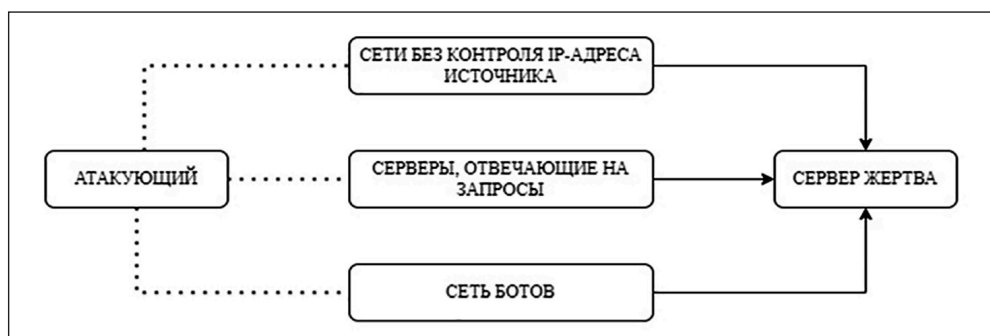 СЕТИ БЕЗ КОНТРОЛЯ IP-АДРЕСА
ИСТОЧНИКА
АТАКУЮЩИЙ
СЕРВЕРЫ, ОТВЕЧАЮЩИЕ НА
ЗАПРОСЫ
СЕРВЕР ЖЕРТВА
СЕТЬ БОТОВ